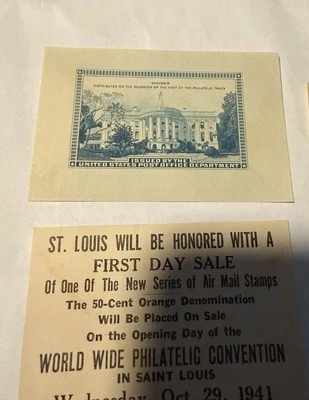 SOUVENIR
DISTRIBUTED ON THE OCCASION OF THE VISIT OF THE PHILATELIC TRUCK
ISSUED BY THE
UNITED STATES POST OFFICE DEPARTMENT
ST. LOUIS WILL BE HONORED WITH A
FIRST DAY SALE
Of One Of The New Series of Air Mail Stamps
The 50-Cent Orange Denomination
Will Be Placed On Sale
On the Opening Day of the
WORLD WIDE PHILATELIC CONVENTION
IN SAINT LOUIS
Wednesday Oct. 29, 1941